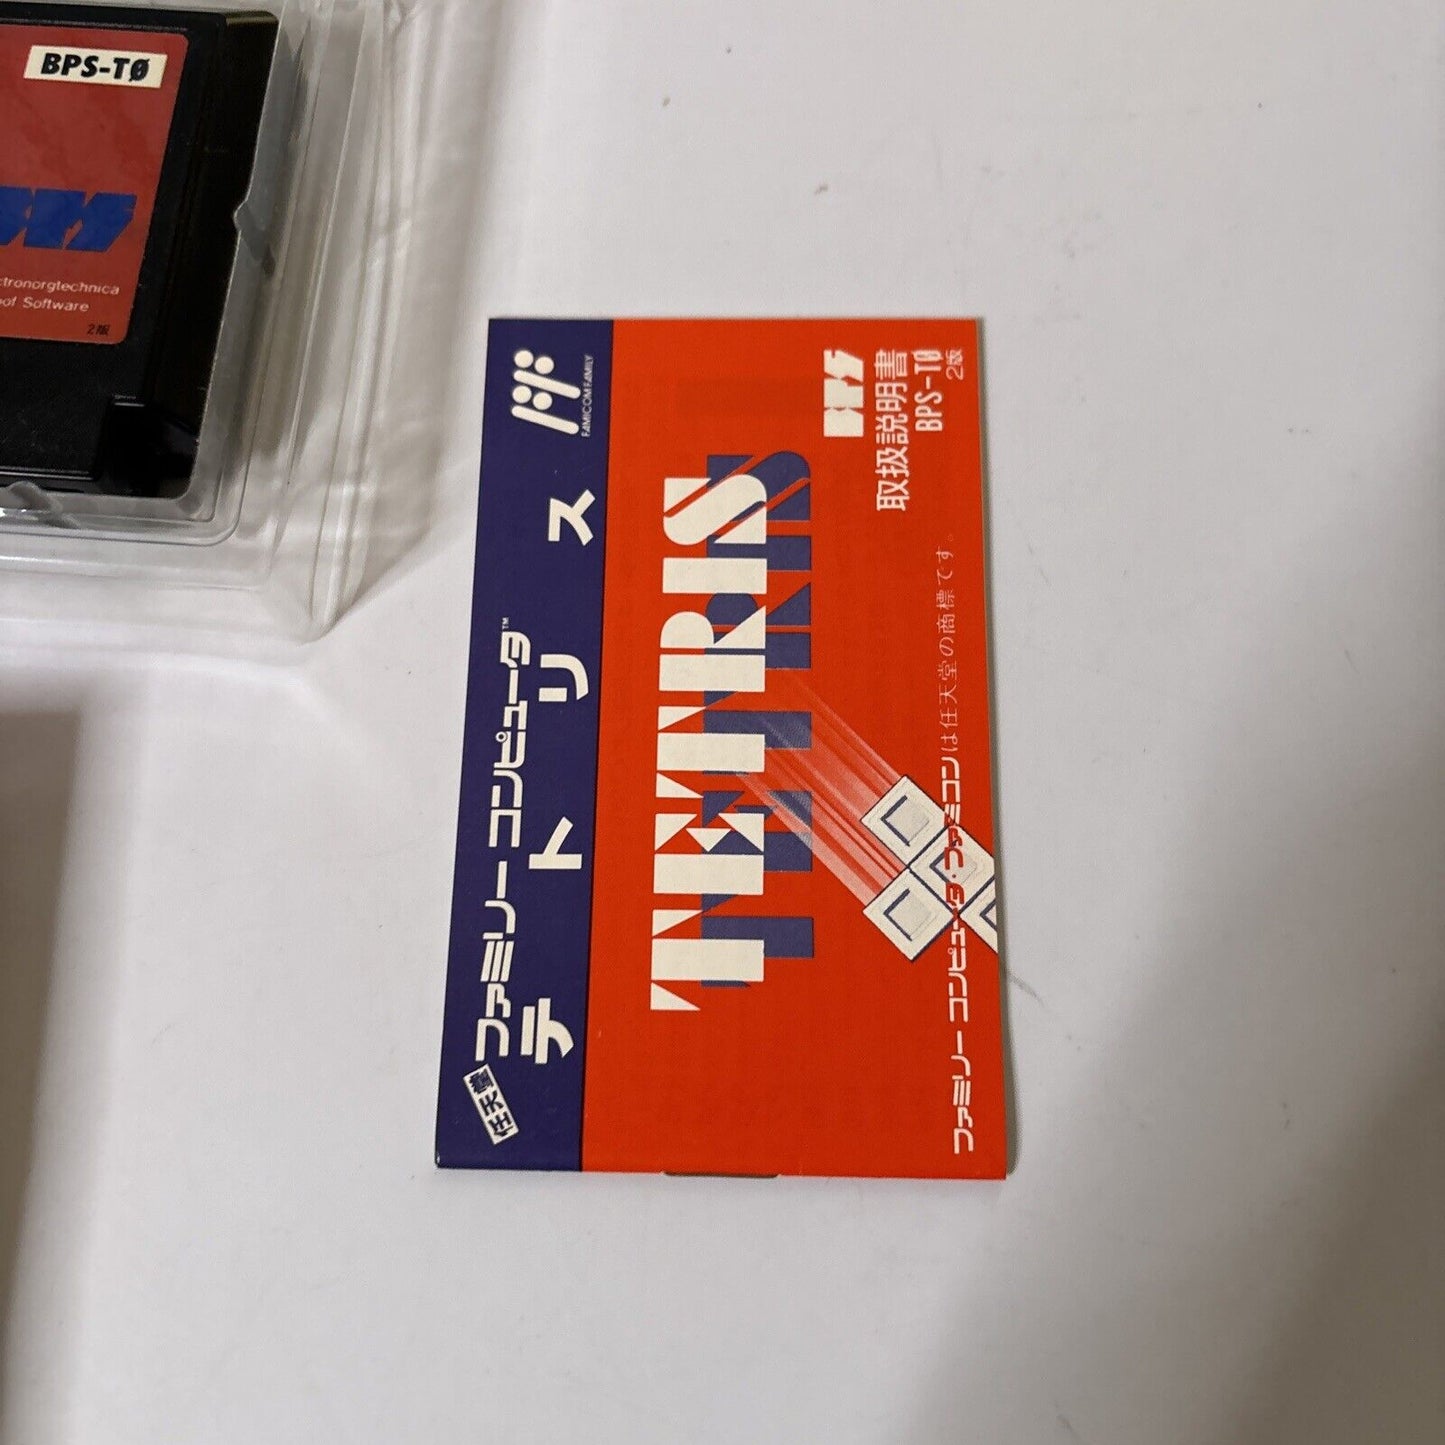 BPS-TØ
ctronorgtechnica
oof Software
2版
任天堂
ファミリー コンピュータ™
テトリス
FAMICOM FAMILY
TETRIS
BPS
取扱説明書
BPS-TØ
2版
ファミリー コンピュータ・ファミコンは任天堂の商標です。